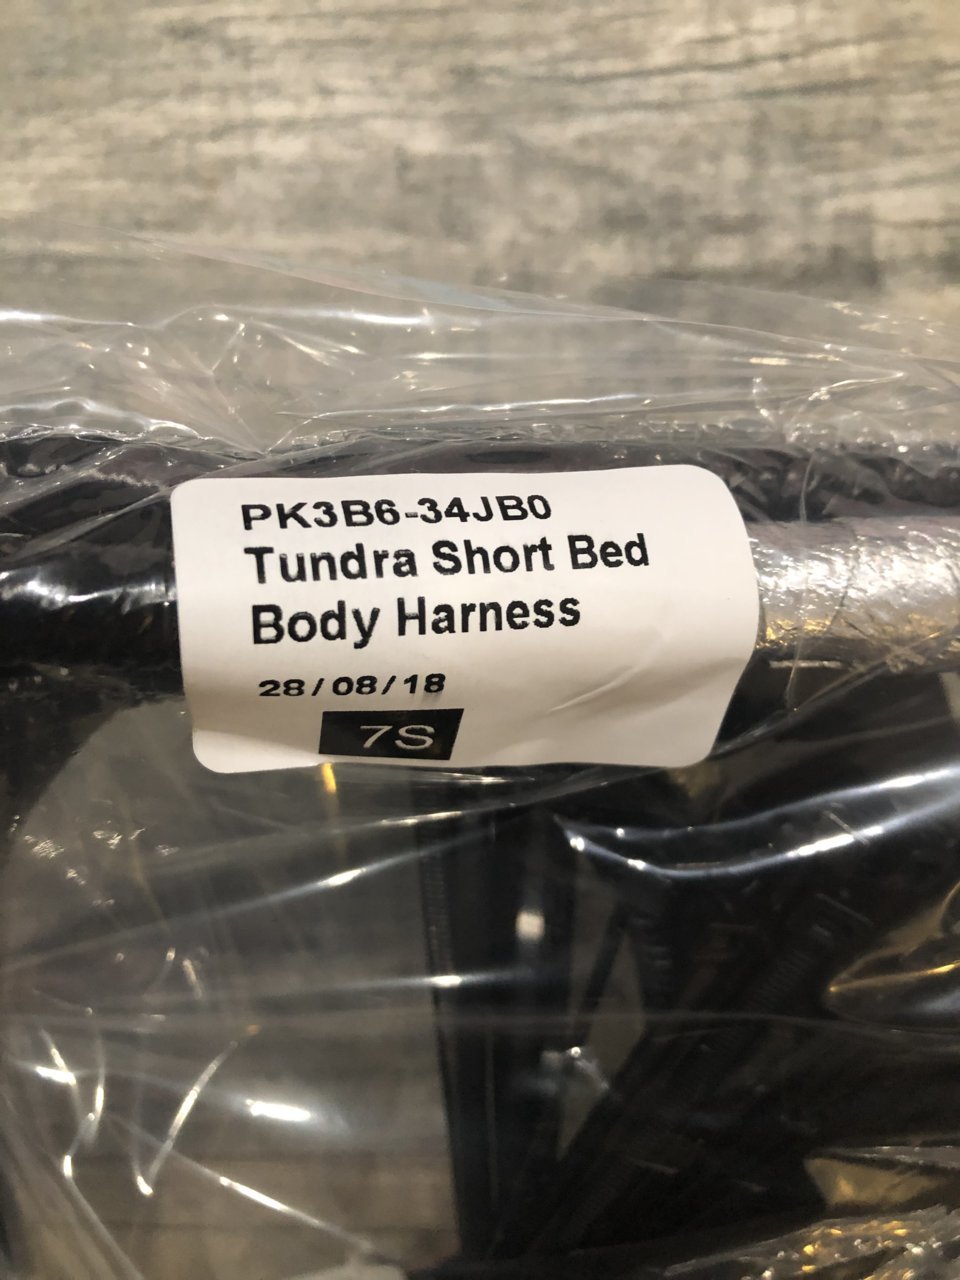 PK3B6-34JB0
Tundra Short Bed
Body Harness
28/08/18
7S